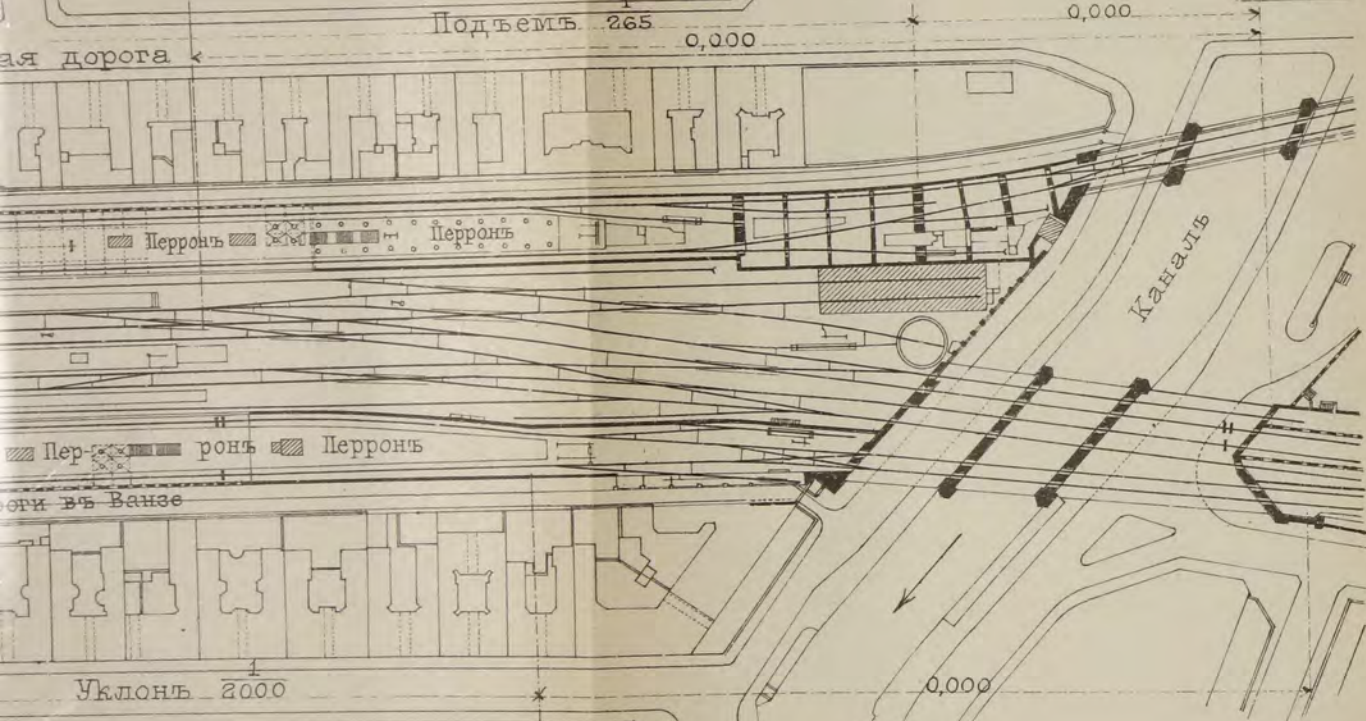 Подъемъ 1/265
0,000
0,000
ая дорога
Перронъ
Перронъ
Каналъ
Пер-
ронъ
Перронъ
роги въ Ванзе
Уклонъ 1/2000
0,000